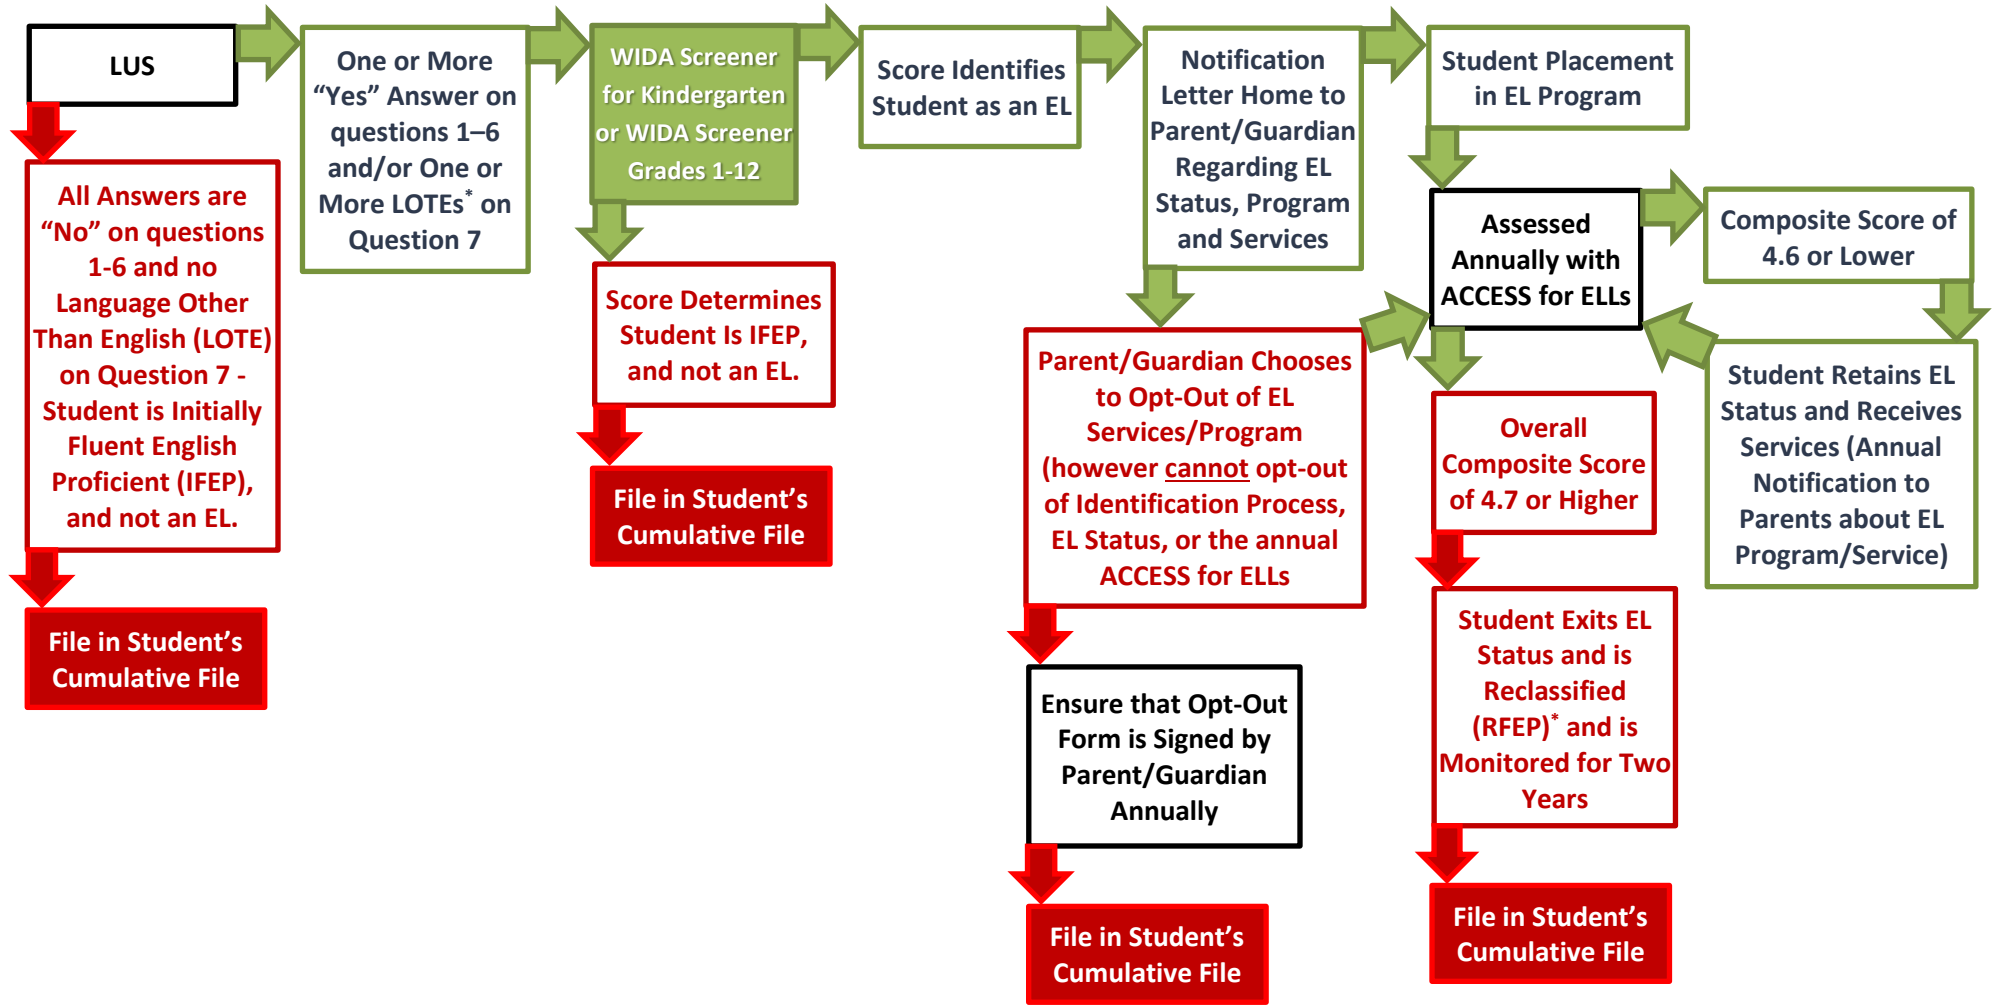 LUS
One or More
“Yes” Answer on
questions 1–6
and/or One or
More LOTEs* on
Question 7
WIDA Screener
for Kindergarten
or WIDA Screener
Grades 1-12
Score Identifies
Student as an EL
Notification
Letter Home to
Parent/Guardian
Regarding EL
Status, Program
and Services
Student Placement
in EL Program
All Answers are
“No” on questions
1-6 and no
Language Other
Than English (LOTE)
on Question 7 -
Student is Initially
Fluent English
Proficient (IFEP),
and not an EL.
File in Student’s
Cumulative File
Score Determines
Student Is IFEP,
and not an EL.
File in Student’s
Cumulative File
Parent/Guardian Chooses
to Opt-Out of EL
Services/Program
(however cannot opt-out
of Identification Process,
EL Status, or the annual
ACCESS for ELLs
Ensure that Opt-Out
Form is Signed by
Parent/Guardian
Annually
File in Student’s
Cumulative File
Assessed
Annually with
ACCESS for ELLs
Composite Score of
4.6 or Lower
Student Retains EL
Status and Receives
Services (Annual
Notification to
Parents about EL
Program/Service)
Overall
Composite Score
of 4.7 or Higher
Student Exits EL
Status and is
Reclassified
(RFEP)* and is
Monitored for Two
Years
File in Student’s
Cumulative File